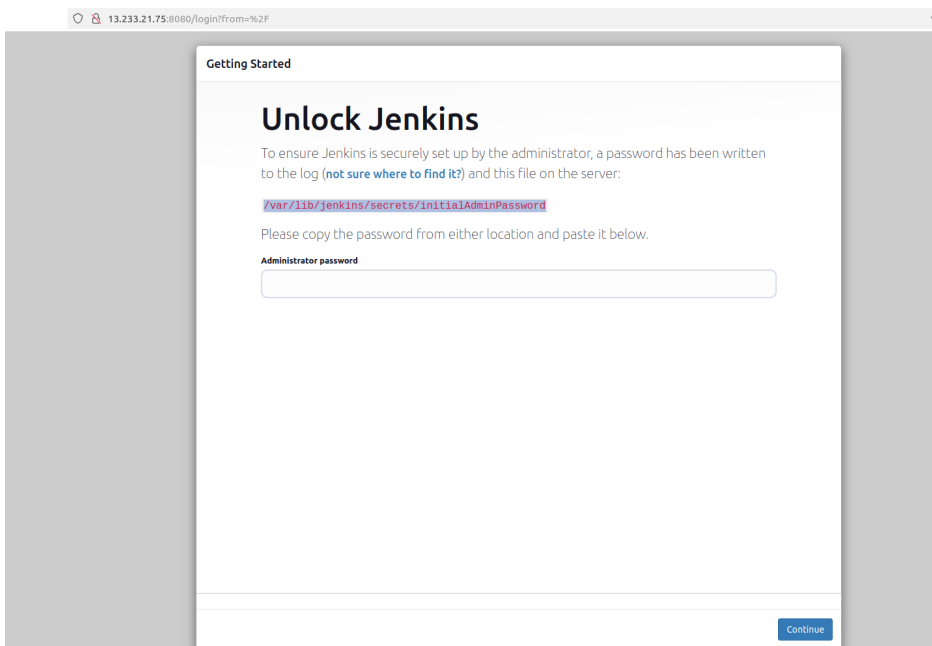 13.233.21.75:8080/login?from=%2F
Getting Started
Unlock Jenkins
To ensure Jenkins is securely set up by the administrator, a password has been written
to the log (not sure where to find it?) and this file on the server:
/var/lib/jenkins/secrets/initialAdminPassword
Please copy the password from either location and paste it below.
Administrator password
Continue